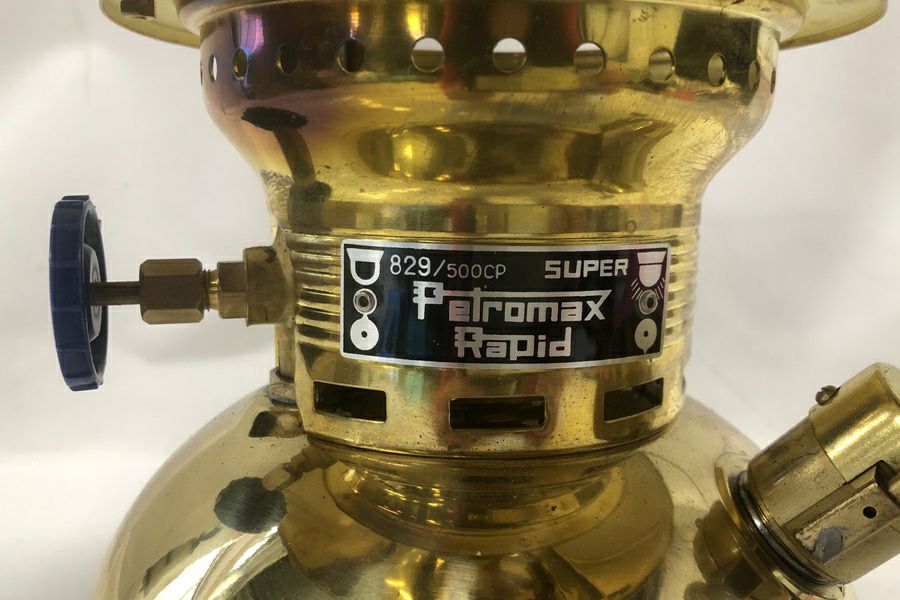 829/500CP SUPER
Petromax
Rapid